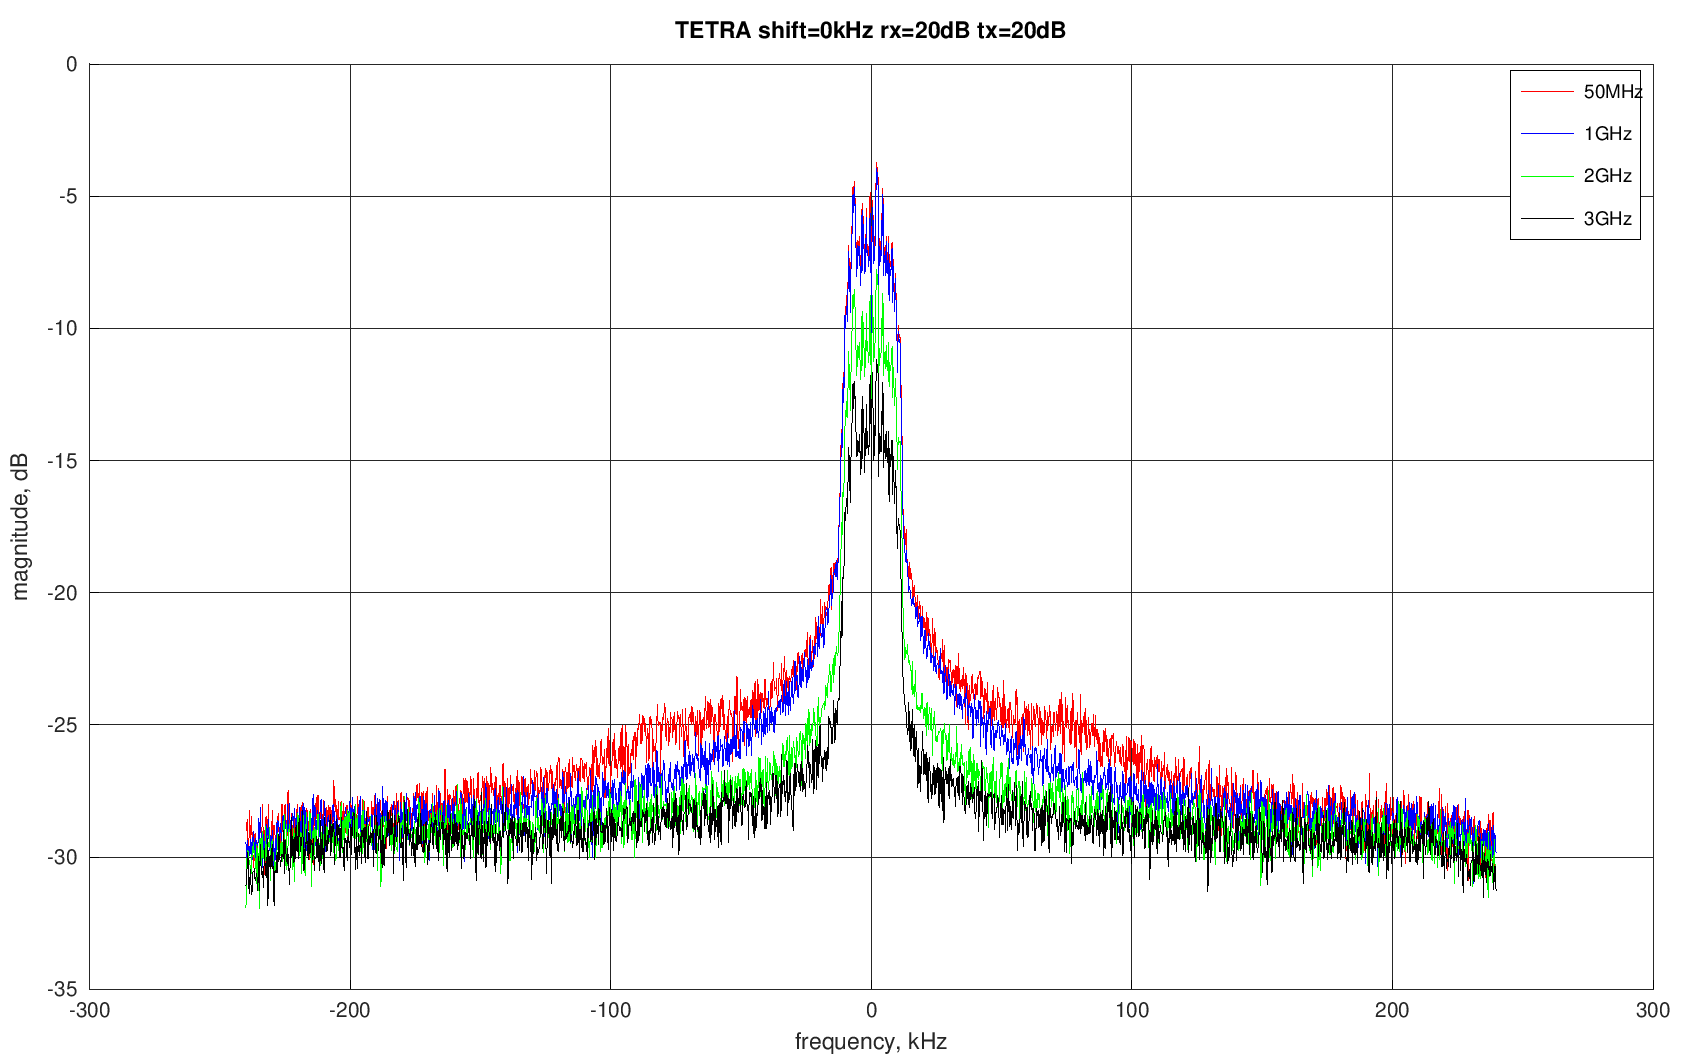 TETRA shift=0kHz rx=20dB tx=20dB
0
-5
-10
-15
-20
-25
-30
-35
magnitude, dB
50MHz
1GHz
2GHz
3GHz
-300 -200 -100 0 100 200 300
frequency, kHz